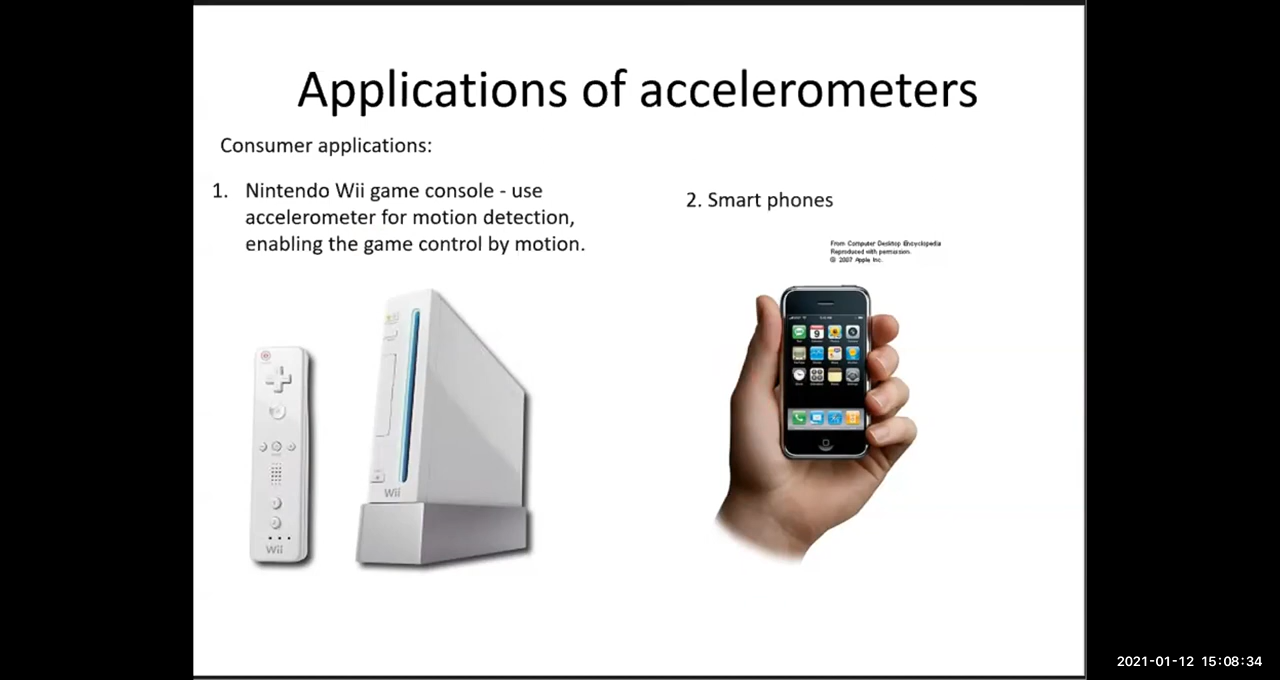 Applications of accelerometers
Consumer applications:
1. Nintendo Wii game console - use
accelerometer for motion detection,
enabling the game control by motion.
2. Smart phones
From Computer Desktop Encyclopedia
Reproduced with permission.
© 2007 Apple Inc.
Wii
Wii
2021-01-12 15:08:34